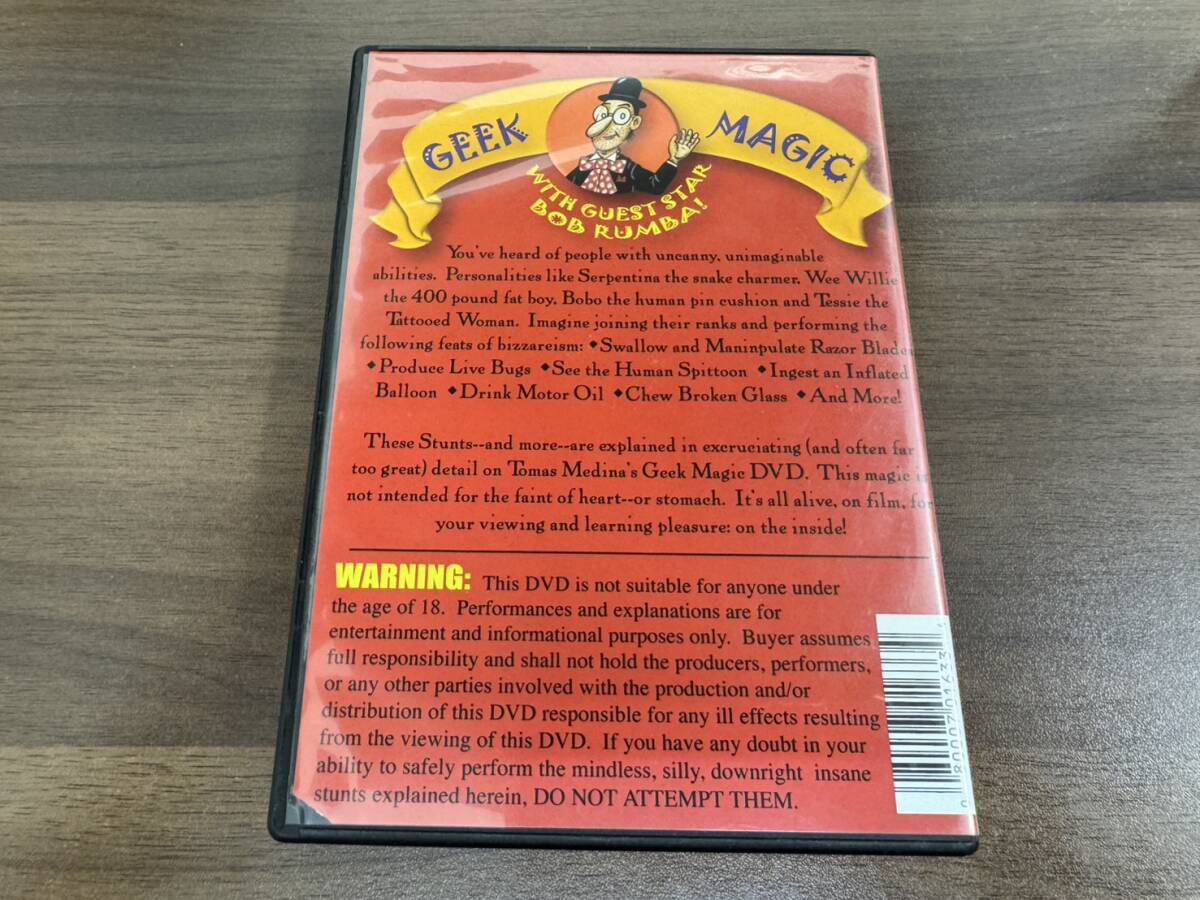 GEEK MAGIC
WITH GUEST STAR
BOB RUMBA!
You've heard of people with uncanny, unimaginable
abilities. Personalities like Serpentina the snake charmer, Wee Willie
the 400 pound fat boy, Bobo the human pin cushion and Tessie the
Tattooed Woman. Imagine joining their ranks and performing the
following feats of bizzareism: ◆Swallow and Maninpulate Razor Blades
◆Produce Live Bugs ◆See the Human Spittoon ◆Ingest an Inflated
Balloon ◆Drink Motor Oil ◆Chew Broken Glass ◆And More!
These Stunts--and more--are explained in excruciating (and often far
too great) detail on Tomas Medina's Geek Magic DVD. This magic is
not intended for the faint of heart--or stomach. It's all alive, on film, for
your viewing and learning pleasure: on the inside!
WARNING: This DVD is not suitable for anyone under
the age of 18. Performances and explanations are for
entertainment and informational purposes only. Buyer assumes
full responsibility and shall not hold the producers, performers,
or any other parties involved with the production and/or
distribution of this DVD responsible for any ill effects resulting
from the viewing of this DVD. If you have any doubt in your
ability to safely perform the mindless, silly, downright insane
stunts explained herein, DO NOT ATTEMPT THEM.